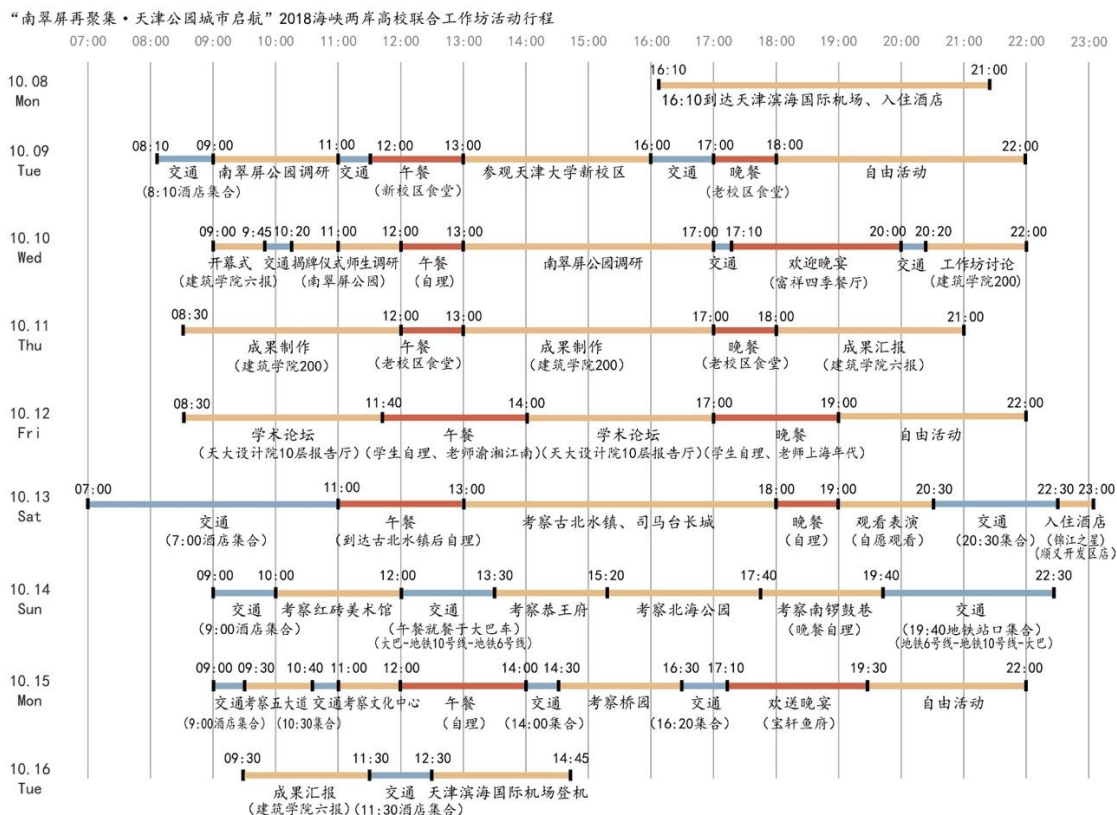 “南翠屏再聚集·天津公园城市启航”2018海峡两岸高校联合工作坊活动行程
07:00 08:00 09:00 10:00 11:00 12:00 13:00 14:00 15:00 16:00 17:00 18:00 19:00 20:00 21:00 22:00 23:00
10.08
Mon
16:10 21:00
16:10到达天津滨海国际机场、入住酒店
10.09
Tue
08:10 09:00 11:00 12:00 13:00 16:00 17:00 18:00 22:00
交通 南翠屏公园调研 交通 午餐 参观天津大学新校区 交通 晚餐 自由活动
(8:10酒店集合) (新校区食堂) (老校区食堂)
10.10
Wed
09:00 9:45 10:20 11:00 12:00 13:00 17:00 17:10 20:00 20:20 22:00
开幕式 交通 揭牌仪式 师生调研 午餐 南翠屏公园调研 交通 欢迎晚宴 交通 工作坊讨论
(建筑学院六报) (南翠屏公园) (自理) (富祥四季餐厅) (建筑学院200)
10.11
Thu
08:30 12:00 13:00 17:00 18:00 21:00
成果制作 午餐 成果制作 晚餐 成果汇报
(建筑学院200) (老校区食堂) (建筑学院200) (老校区食堂) (建筑学院六报)
10.12
Fri
08:30 11:40 14:00 17:00 19:00 22:00
学术论坛 午餐 学术论坛 晚餐 自由活动
(天大设计院10层报告厅) (学生自理、老师渝湘江南) (天大设计院10层报告厅) (学生自理、老师上海年代)
10.13
Sat
07:00 11:00 13:00 18:00 19:00 20:30 22:30 23:00
交通 午餐 考察古北水镇、司马台长城 晚餐 观看表演 交通 入住酒店
(7:00酒店集合) (到达古北水镇后自理) (自理) (自愿观看) (20:30集合) (锦江之星)
(顺义开发区店)
10.14
Sun
09:00 10:00 12:00 13:30 15:20 17:40 19:40 22:30
交通 考察红砖美术馆 交通 考察恭王府 考察北海公园 考察南锣鼓巷 交通
(9:00酒店集合) (午餐就餐于大巴车) (晚餐自理) (19:40地铁站口集合)
(大巴-地铁10号线-地铁6号线) (地铁6号线-地铁10号线-大巴)
10.15
Mon
09:00 09:30 10:40 11:00 12:00 14:00 14:30 16:30 17:10 19:30 22:00
交通 考察五大道 交通 考察文化中心 午餐 交通 考察桥园 交通 欢送晚宴 自由活动
(9:00酒店集合) (10:30集合) (自理) (14:00集合) (16:20集合) (宝轩鱼府)
10.16
Tue
09:30 11:30 12:30 14:45
成果汇报 交通 天津滨海国际机场登机
(建筑学院六报) (11:30酒店集合)